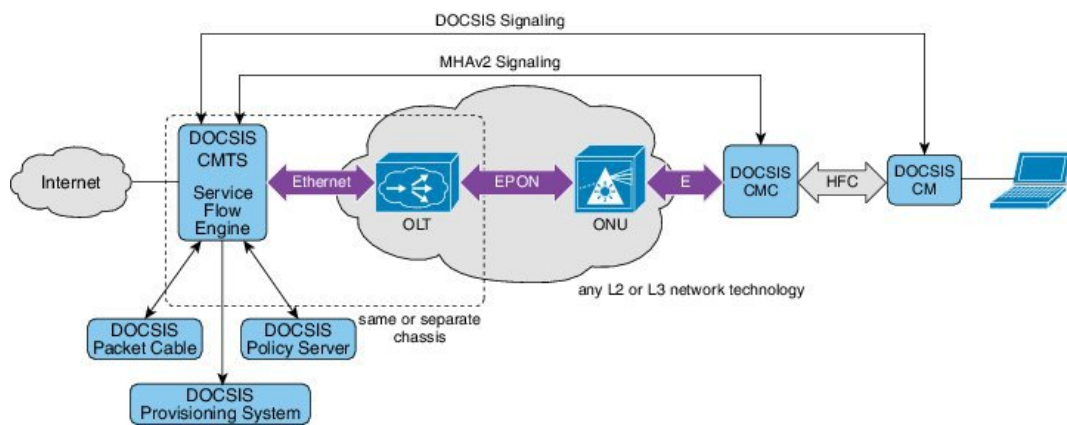 DOCSIS Signaling
MHAv2 Signaling
DOCSIS
CMTS
Service
Flow
Engine
Internet
Ethernet
OLT
EPON
ONU
E
DOCSIS
CMC
HFC
DOCSIS
CM
any L2 or L3 network technology
same or separate
chassis
DOCSIS
Packet Cable
DOCSIS
Policy Server
DOCSIS
Provisioning System